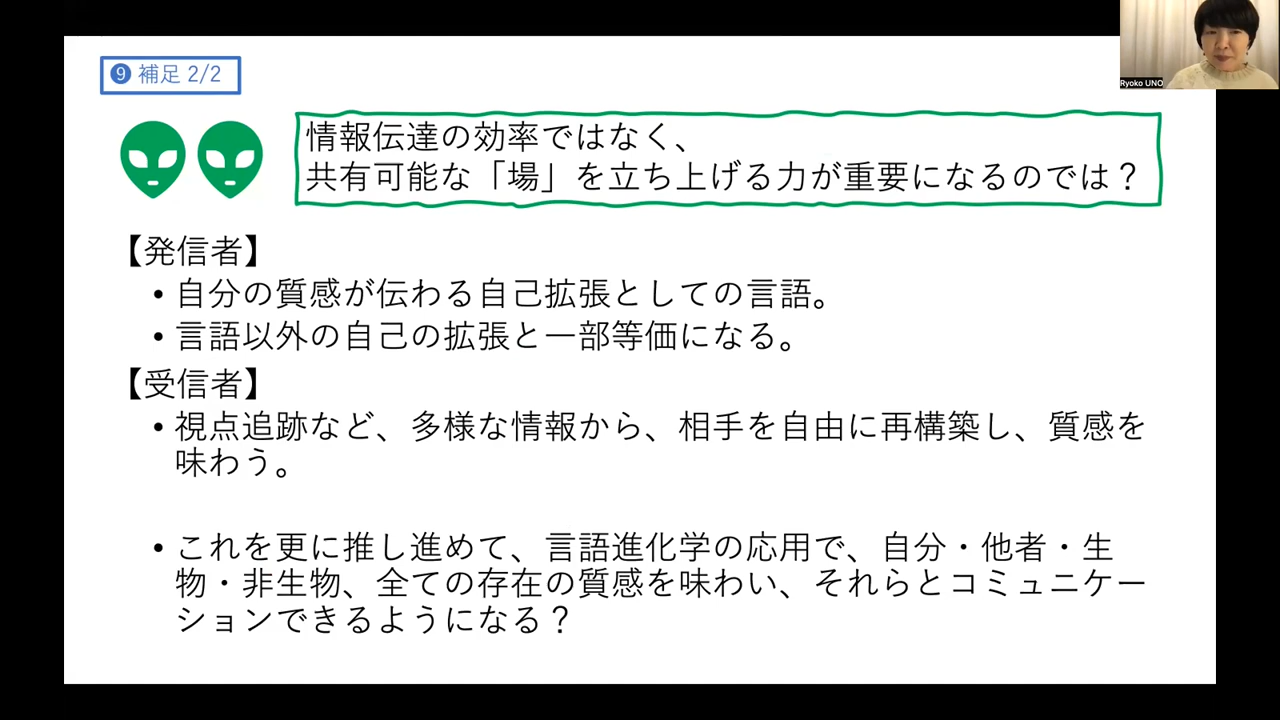 ❾ 補足 2/2
Ryoko UNO
情報伝達の効率ではなく、
共有可能な「場」を立ち上げる力が重要になるのでは？
【発信者】
• 自分の質感が伝わる自己拡張としての言語。
• 言語以外の自己の拡張と一部等価になる。
【受信者】
• 視点追跡など、多様な情報から、相手を自由に再構築し、質感を
味わう。
• これを更に推し進めて、言語進化学の応用で、自分・他者・生
物・非生物、全ての存在の質感を味わい、それらとコミュニケー
ションできるようになる？